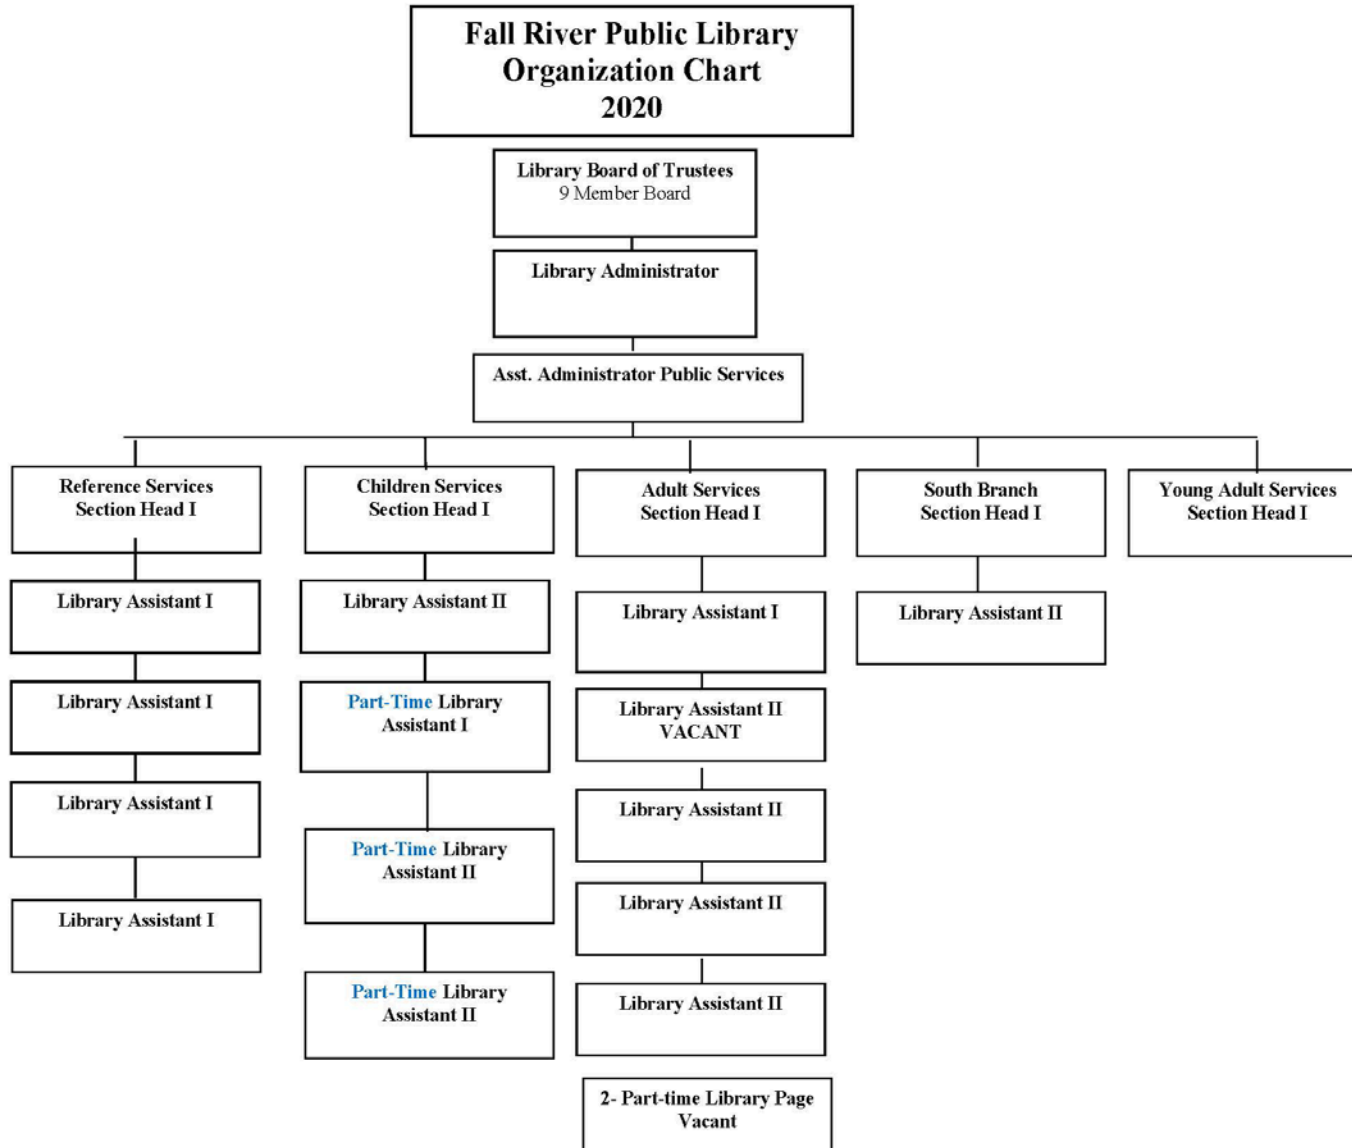 Fall River Public Library
Organization Chart
2020
Library Board of Trustees
9 Member Board
Library Administrator
Asst. Administrator Public Services
Reference Services
Section Head I
Children Services
Section Head I
Adult Services
Section Head I
South Branch
Section Head I
Young Adult Services
Section Head I
Library Assistant I
Library Assistant I
Library Assistant I
Library Assistant I
Library Assistant II
Part-Time Library
Assistant I
Part-Time Library
Assistant II
Part-Time Library
Assistant II
Library Assistant I
Library Assistant II
VACANT
Library Assistant II
Library Assistant II
Library Assistant II
2- Part-time Library Page
Vacant
Library Assistant II